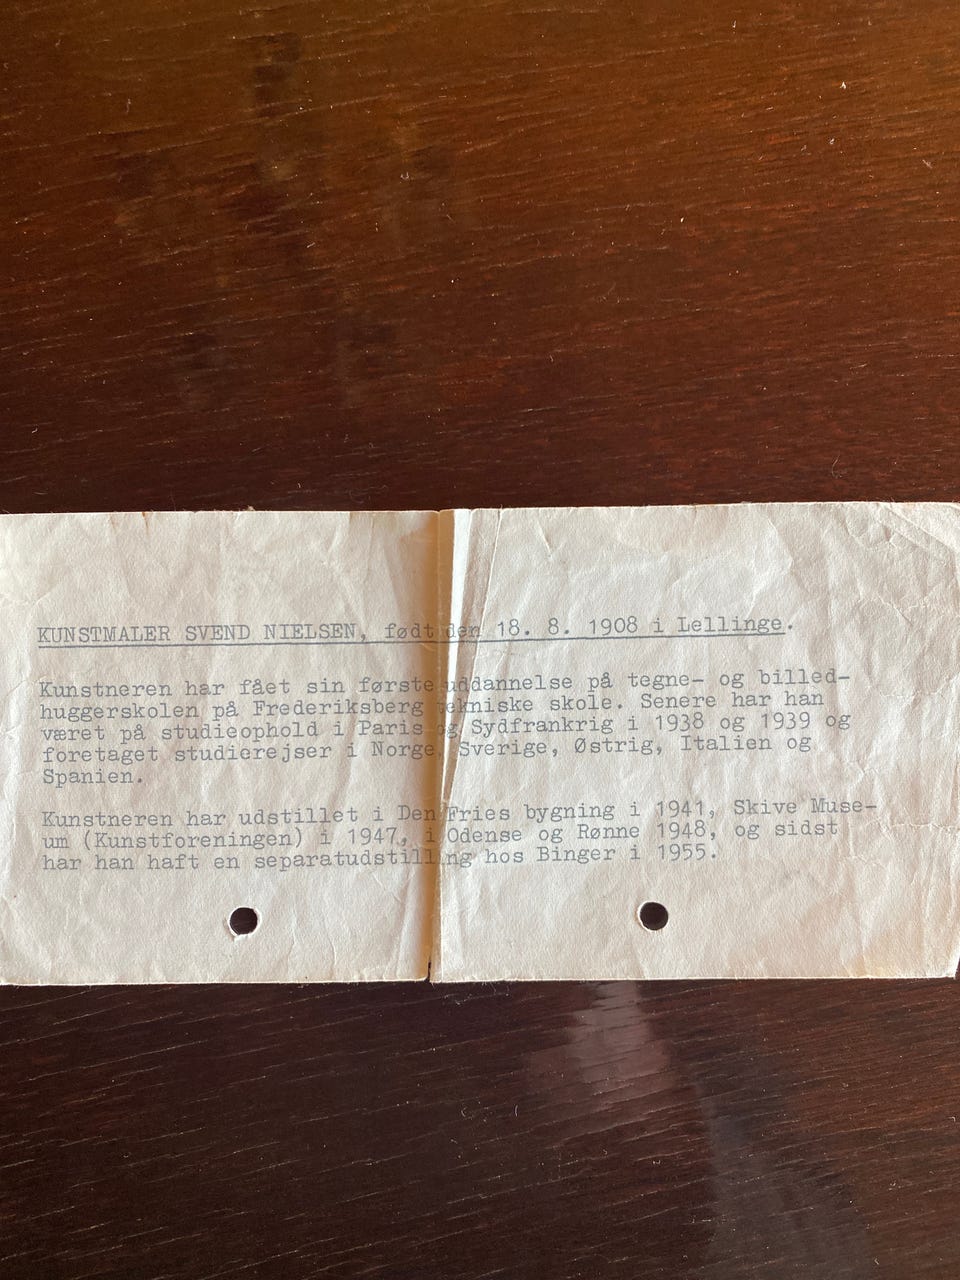 KUNSTMALER SVEND NIELSEN, født den 18. 8. 1908 i Lellinge.
Kunstneren har fået sin første uddannelse på tegne- og billed-
huggerskolen på Frederiksberg tekniske skole. Senere har han
været på studieophold i Paris og Sydfrankrig i 1938 og 1939 og
foretaget studierejser i Norge, Sverige, Østrig, Italien og
Spanien.
Kunstneren har udstillet i Den Fries bygning i 1941, Skive Muse-
um (Kunstforeningen) i 1947, i Odense og Rønne 1948, og sidst
har han haft en separatudstilling hos Binger i 1955.